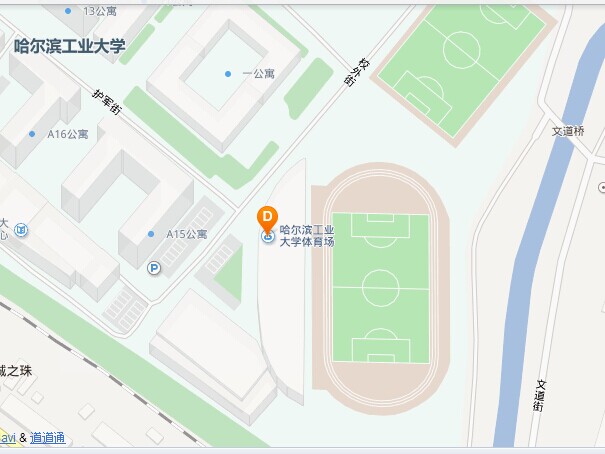 13公寓
哈尔滨工业大学
校外街
一公寓
护军街
文道桥
A16公寓
D
大
心
A15公寓
哈尔滨工业
大学体育场
P
城之珠
文道街
avi & 道道通